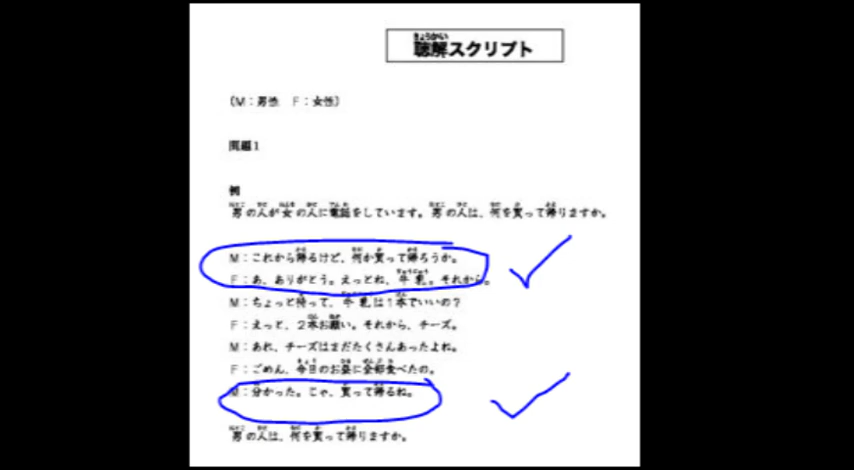 聴解スクリプト
(M:男性 F:女性)
問題1
例
男の人が女の人に電話をしています。男の人は、何を買って帰りますか。
M:これから帰るけど、何か買って帰ろうか。
F:あ、ありがとう。えっとね、牛乳。それから。
M:ちょっと待って、牛乳は1本でいいの?
F:えっと、2本お願い。それから、チーズ。
M:あれ、チーズはまだたくさんあったよね。
F:ごめん、今日のお昼に全部食べたの。
M:分かった。じゃ、買って帰るね。
男の人は、何を買って帰りますか。